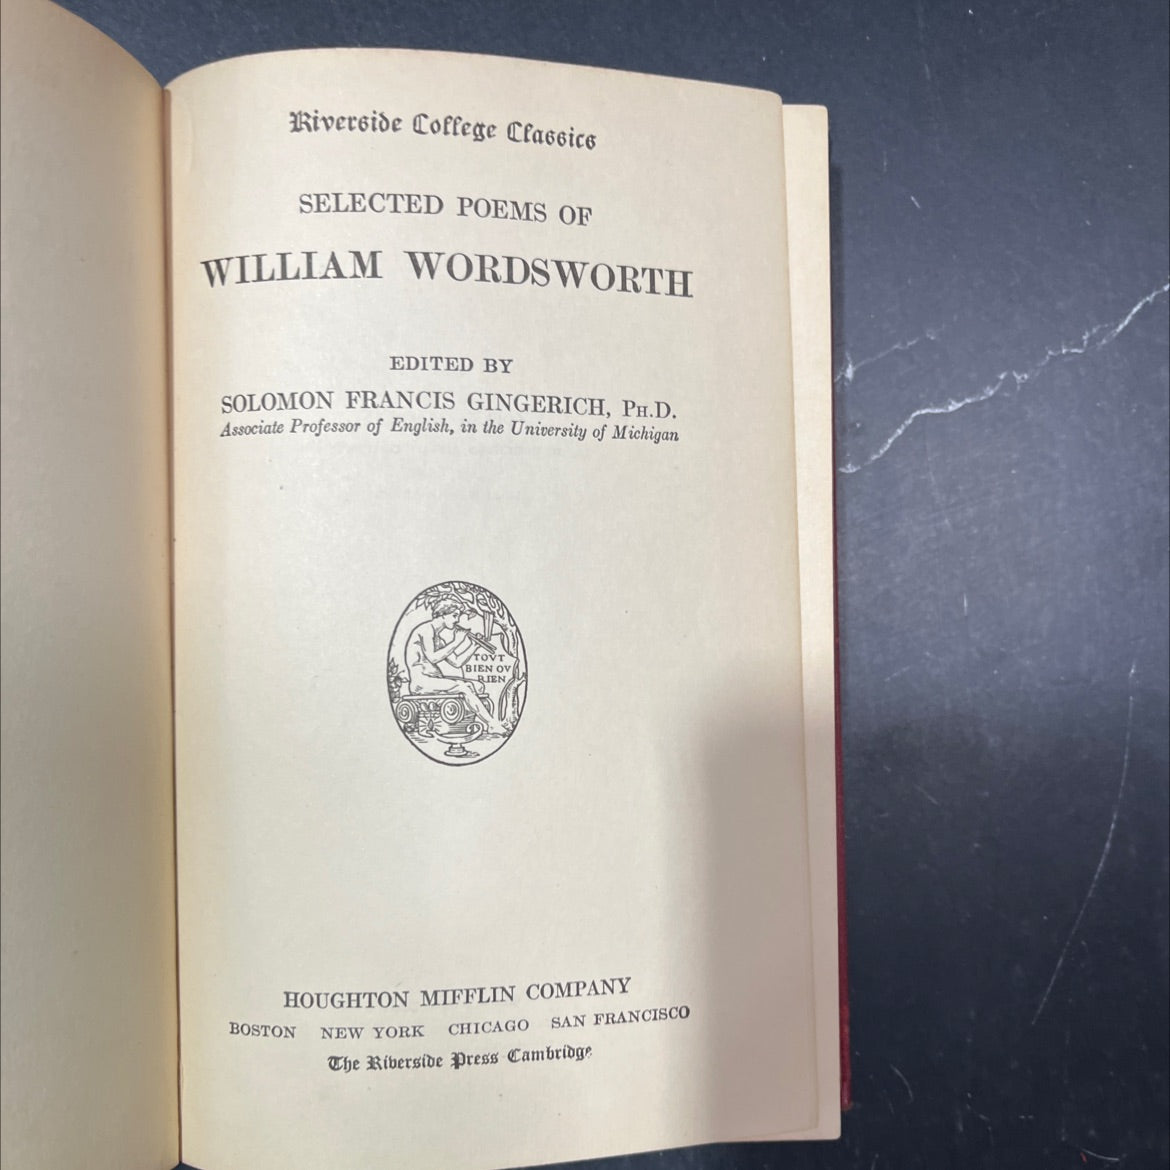 Riverside College Classics
SELECTED POEMS OF
WILLIAM WORDSWORTH
EDITED BY
SOLOMON FRANCIS GINGERICH, PH.D.
Associate Professor of English, in the University of Michigan
TOVT
BIEN OV
RIEN
HOUGHTON MIFFLIN COMPANY
BOSTON NEW YORK CHICAGO SAN FRANCISCO
The Riverside Press Cambridge